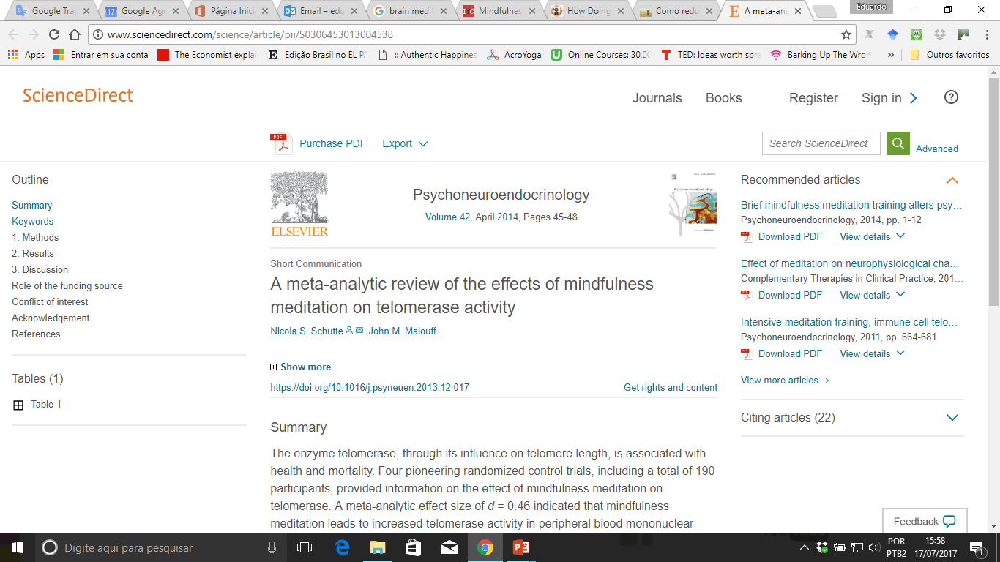 Google Tra
Google Age
Página Inici
Email – edu
brain medit
Mindfulnes
How Doing
Como redu
A meta-ana
Eduardo
www.sciencedirect.com/science/article/pii/S0306453013004538
Apps
Entrar em sua conta
The Economist explai
Edição Brasil no EL PA
:: Authentic Happines
AcroYoga
Online Courses: 30,00
TED: Ideas worth spre
Barking Up The Wron
»
Outros favoritos
ScienceDirect
Journals
Books
Register
Sign in
Purchase PDF
Export
Search ScienceDirect
Advanced
Outline
Summary
Keywords
1. Methods
2. Results
3. Discussion
Role of the funding source
Conflict of interest
Acknowledgement
References
Tables (1)
Table 1
ELSEVIER
Psychoneuroendocrinology
Volume 42, April 2014, Pages 45-48
Short Communication
A meta-analytic review of the effects of mindfulness
meditation on telomerase activity
Nicola S. Schutte, John M. Malouff
Show more
https://doi.org/10.1016/j.psyneuen.2013.12.017
Get rights and content
Summary
The enzyme telomerase, through its influence on telomere length, is associated with
health and mortality. Four pioneering randomized control trials, including a total of 190
participants, provided information on the effect of mindfulness meditation on
telomerase. A meta-analytic effect size of d = 0.46 indicated that mindfulness
meditation leads to increased telomerase activity in peripheral blood mononuclear
Recommended articles
Brief mindfulness meditation training alters psy…
Psychoneuroendocrinology, 2014, pp. 1-12
Download PDF View details
Effect of meditation on neurophysiological cha…
Complementary Therapies in Clinical Practice, 201…
Download PDF View details
Intensive meditation training, immune cell telo…
Psychoneuroendocrinology, 2011, pp. 664-681
Download PDF View details
View more articles
Citing articles (22)
Feedback
Digite aqui para pesquisar
POR
PTB2
15:58
17/07/2017
1